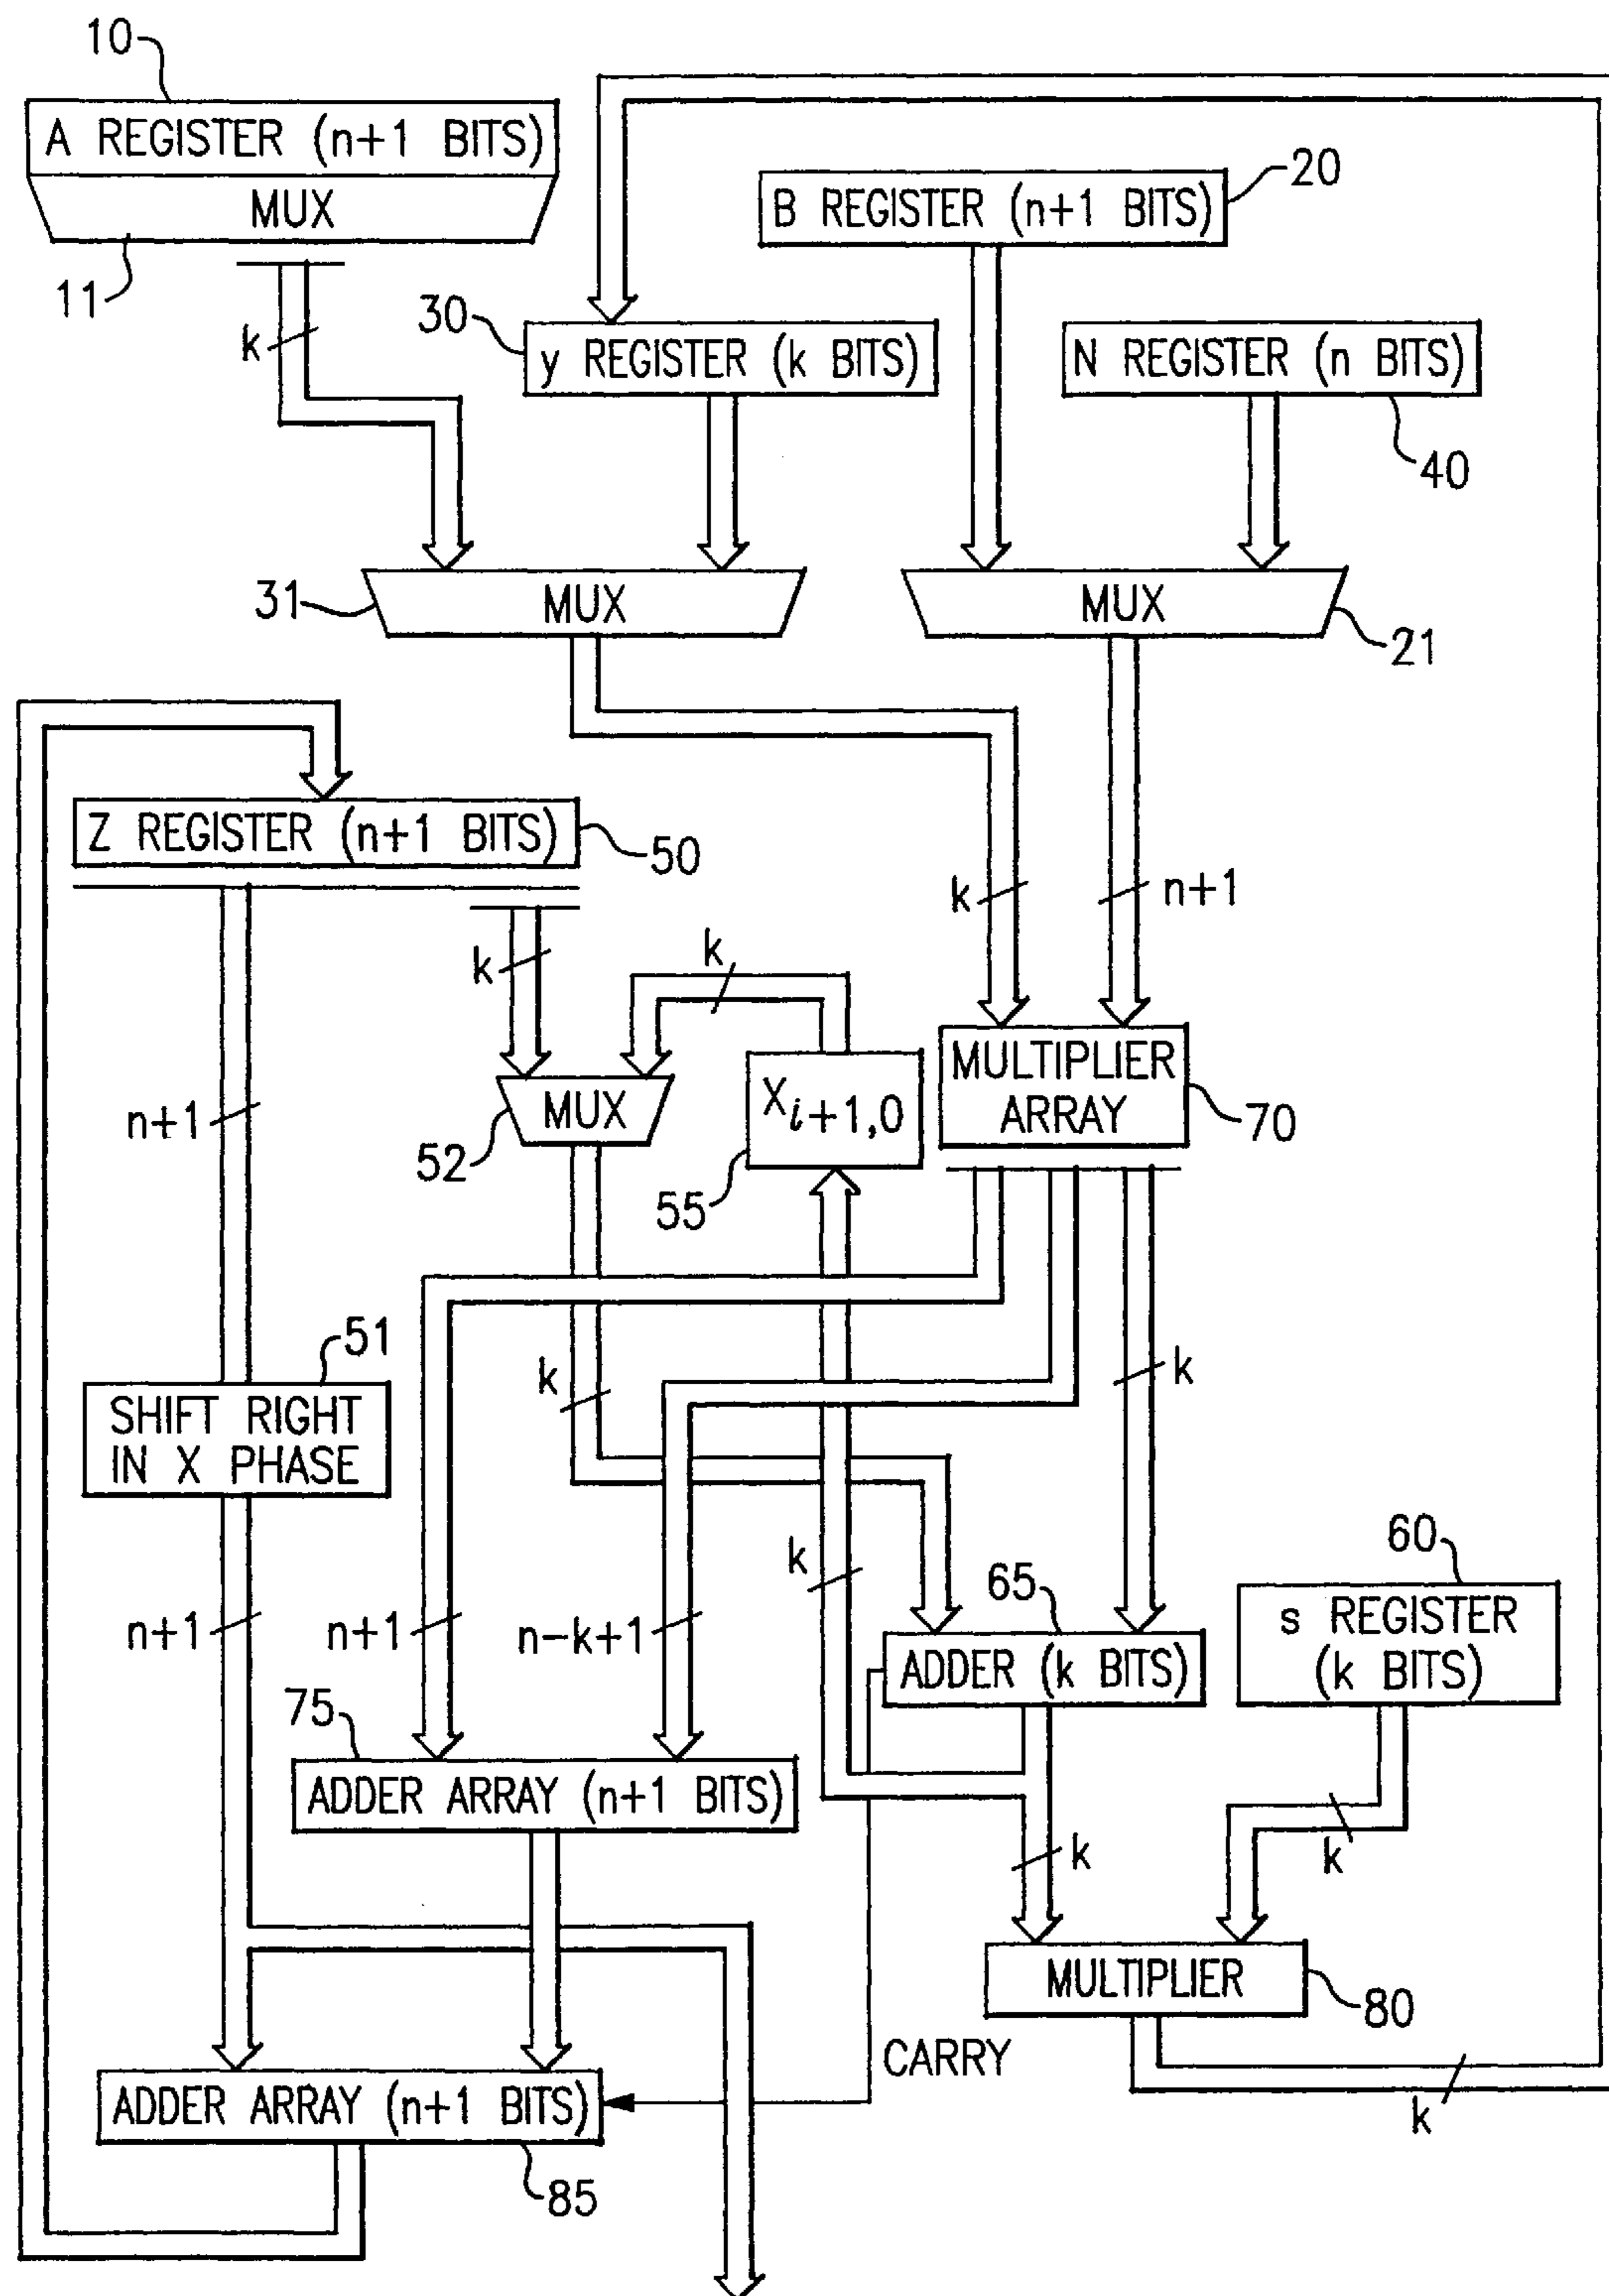 10
A REGISTER (n+1 BITS)
MUX
11
k
20
B REGISTER (n+1 BITS)
30
y REGISTER (k BITS)
N REGISTER (n BITS)
40
31
MUX
MUX
21
Z REGISTER (n+1 BITS)
50
k
n+1
k
k
n+1
MUX
52
X_{i+1,0}
55
MULTIPLIER
ARRAY
70
51
SHIFT RIGHT
IN X PHASE
k
k
k
n+1
n+1
n-k+1
65
ADDER (k BITS)
60
s REGISTER
(k BITS)
75
ADDER ARRAY (n+1 BITS)
k
k
MULTIPLIER
80
CARRY
k
ADDER ARRAY (n+1 BITS)
85